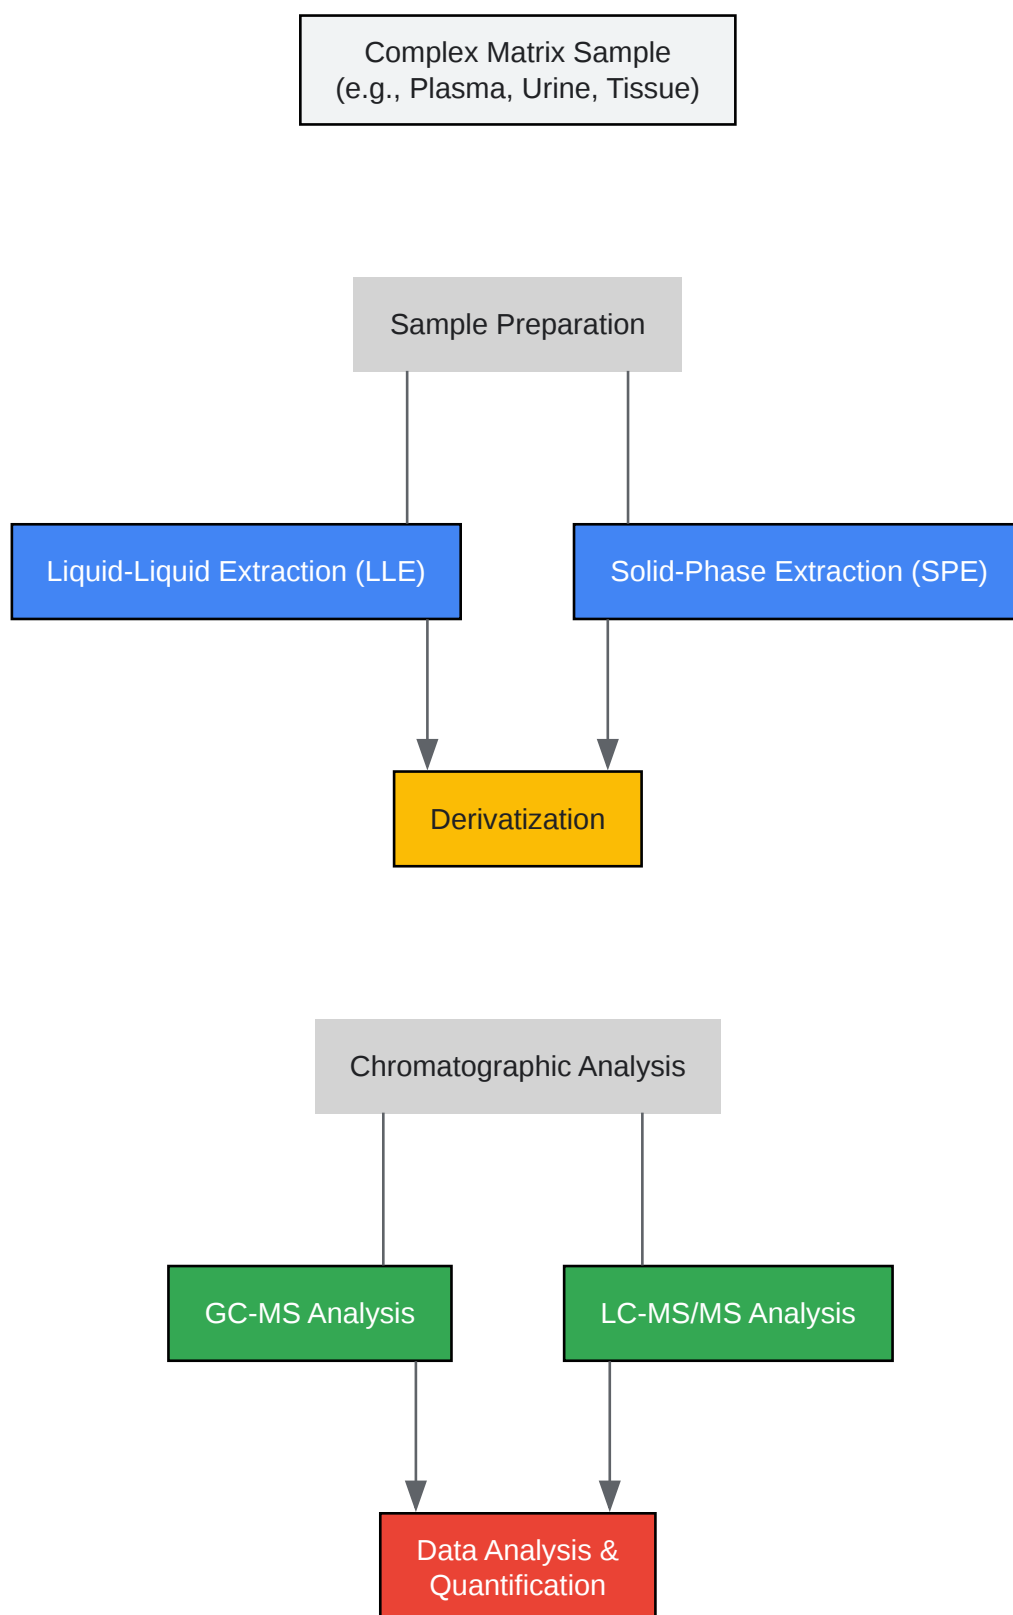 Complex Matrix Sample
(e.g., Plasma, Urine, Tissue)
Sample Preparation
Liquid-Liquid Extraction (LLE)
Solid-Phase Extraction (SPE)
Derivatization
Chromatographic Analysis
GC-MS Analysis
LC-MS/MS Analysis
Data Analysis &
Quantification